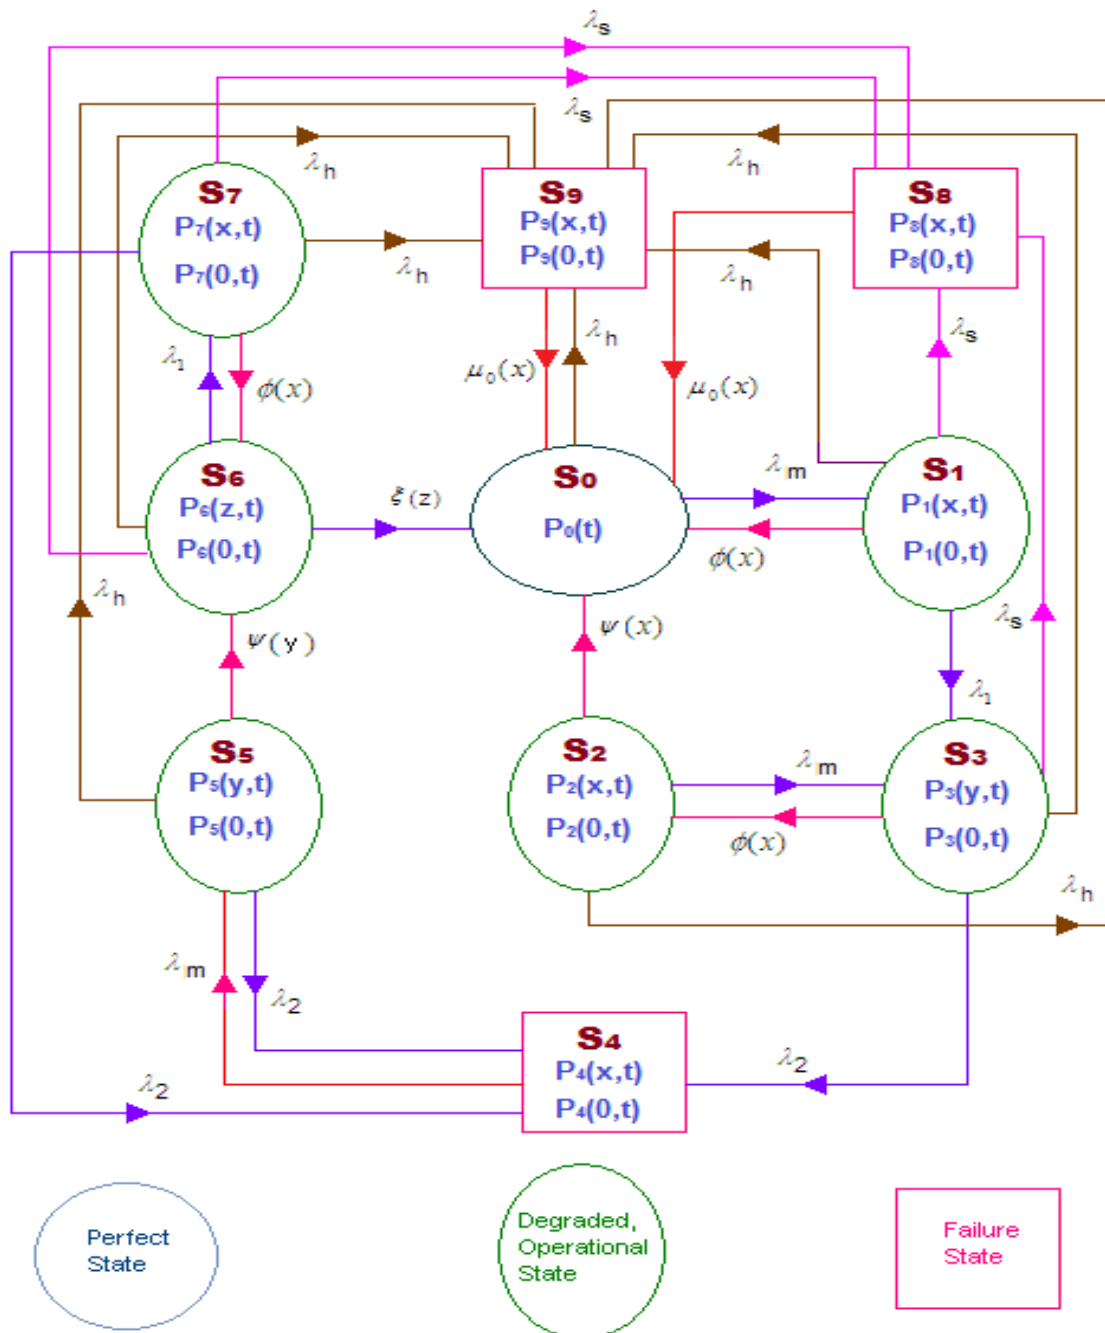 λs
λs
λh
λh
S7
P7(x,t)
P7(0,t)
S9
P9(x,t)
P9(0,t)
S8
P8(x,t)
P8(0,t)
λh
λh
λ1
ϕ(x)
μ0(x)
λh
μ0(x)
λs
S6
P6(z,t)
P6(0,t)
ξ(z)
S0
P0(t)
λm
ϕ(x)
S1
P1(x,t)
P1(0,t)
λh
ψ(y)
ψ(x)
λs
λ1
S5
P5(y,t)
P5(0,t)
S2
P2(x,t)
P2(0,t)
λm
ϕ(x)
S3
P3(y,t)
P3(0,t)
λh
λm
λ2
S4
P4(x,t)
P4(0,t)
λ2
λ2
Perfect
State
Degraded,
Operational
State
Failure
State